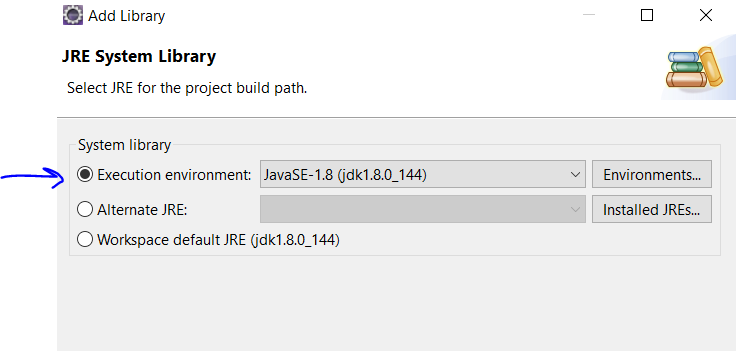 Add Library
JRE System Library
Select JRE for the project build path.
System library
Execution environment: JavaSE-1.8 (jdk1.8.0_144) Environments...
Alternate JRE: Installed JREs...
Workspace default JRE (jdk1.8.0_144)